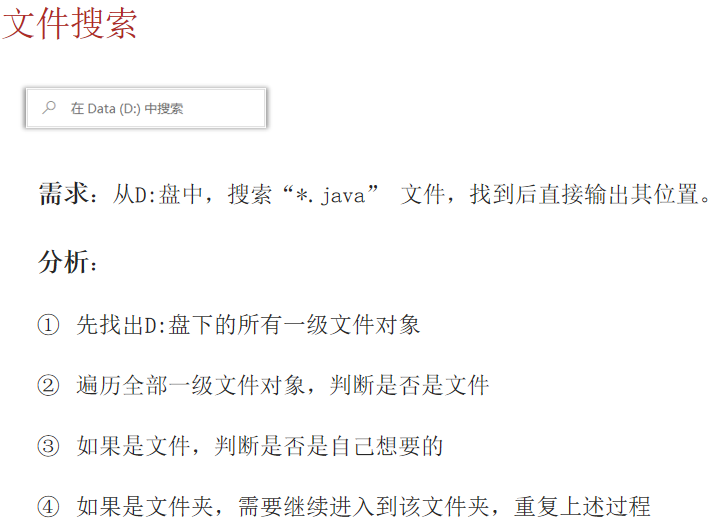 文件搜索
在 Data (D:) 中搜索
需求：从D:盘中，搜索“*.java” 文件，找到后直接输出其位置。
分析：
① 先找出D:盘下的所有一级文件对象
② 遍历全部一级文件对象，判断是否是文件
③ 如果是文件，判断是否是自己想要的
④ 如果是文件夹，需要继续进入到该文件夹，重复上述过程